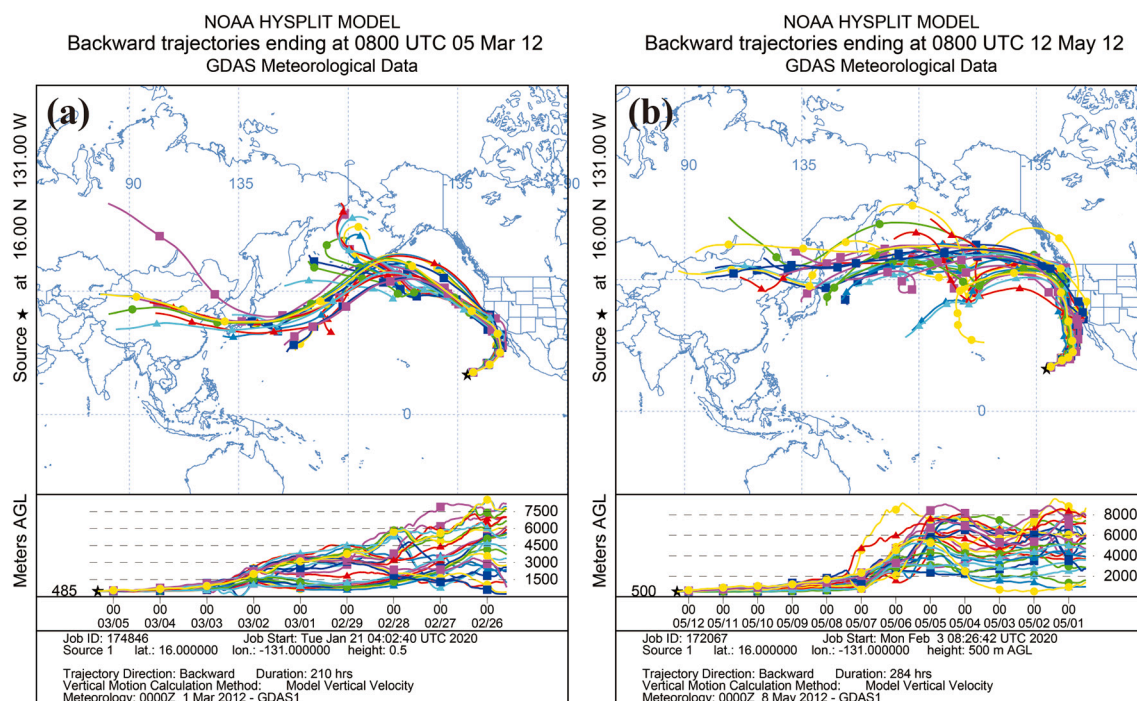 NOAA HYSPLIT MODEL
Backward trajectories ending at 0800 UTC 05 Mar 12
GDAS Meteorological Data
(a)
Source ★ at 16.00 N 131.00 W
90
135
-135
-90
0
Meters AGL
7500
6000
4500
3000
1500
485
★
00 00 00 00 00 00 00 00 00
03/05 03/04 03/03 03/02 03/01 02/29 02/28 02/27 02/26
Job ID: 174846 Job Start: Tue Jan 21 04:02:40 UTC 2020
Source 1 lat.: 16.000000 lon.: -131.000000 height: 0.5
Trajectory Direction: Backward Duration: 210 hrs
Vertical Motion Calculation Method: Model Vertical Velocity
Meteorology: 0000Z 1 Mar 2012 - GDAS1
NOAA HYSPLIT MODEL
Backward trajectories ending at 0800 UTC 12 May 12
GDAS Meteorological Data
(b)
Source ★ at 16.00 N 131.00 W
90
135
-135
0
Meters AGL
8000
6000
4000
2000
500
★
00 00 00 00 00 00 00 00 00 00 00 00
05/12 05/11 05/10 05/09 05/08 05/07 05/06 05/05 05/04 05/03 05/02 05/01
Job ID: 172067 Job Start: Mon Feb 3 08:26:42 UTC 2020
Source 1 lat.: 16.000000 lon.: -131.000000 height: 500 m AGL
Trajectory Direction: Backward Duration: 284 hrs
Vertical Motion Calculation Method: Model Vertical Velocity
Meteorology: 0000Z 8 May 2012 - GDAS1